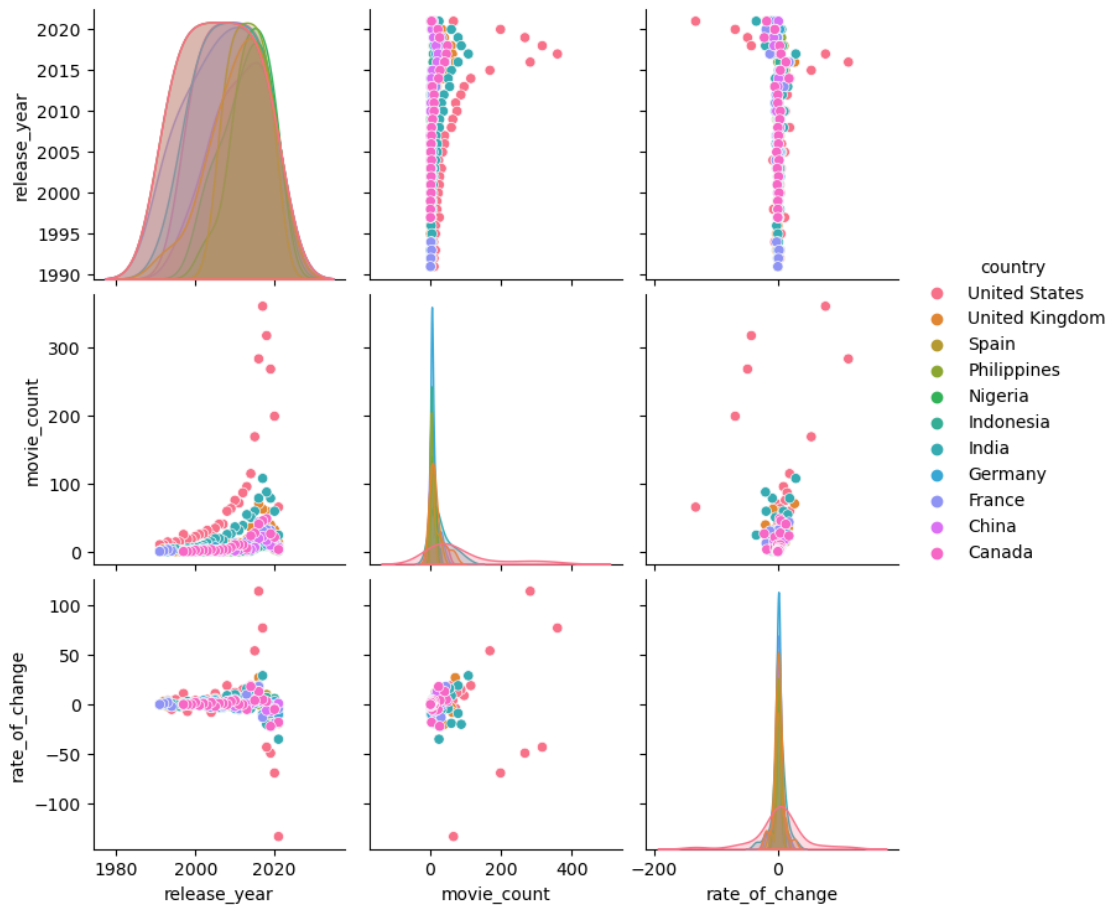 release_year
2020
2015
2010
2005
2000
1995
1990
movie_count
300
200
100
0
rate_of_change
100
50
0
−50
−100
1980
2000
2020
release_year
0
200
400
movie_count
−200
0
rate_of_change
country
United States
United Kingdom
Spain
Philippines
Nigeria
Indonesia
India
Germany
France
China
Canada